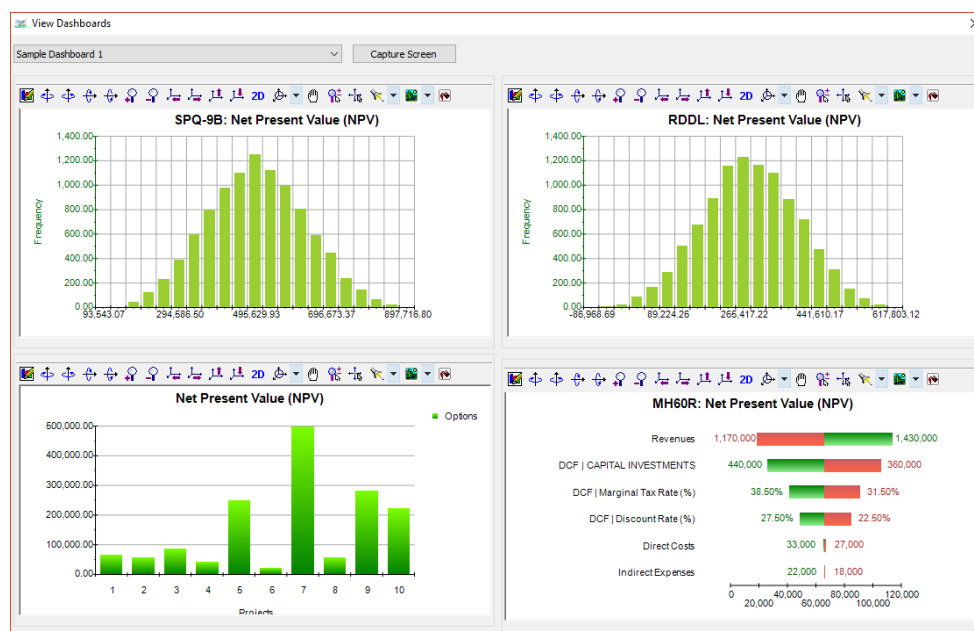 View Dashboards
Sample Dashboard 1
Capture Screen
2D
SPQ-9B: Net Present Value (NPV)
1,400.00
1,200.00
1,000.00
800.00
600.00
400.00
200.00
0.00
Frequency
93,543.07 294,586.50 495,629.93 696,673.37 897,716.80
2D
RDDL: Net Present Value (NPV)
1,400.00
1,200.00
1,000.00
800.00
600.00
400.00
200.00
0.00
Frequency
-86,968.69 89,224.26 265,417.22 441,610.17 617,803.12
2D
Net Present Value (NPV)
Options
500,000.00
400,000.00
300,000.00
200,000.00
100,000.00
0.00
1 2 3 4 5 6 7 8 9 10
Projects
2D
MH60R: Net Present Value (NPV)
Revenues 1,170,000 1,430,000
DCF | CAPITAL INVESTMENTS 440,000 360,000
DCF | Marginal Tax Rate (%) 38.50% 31.50%
DCF | Discount Rate (%) 27.50% 22.50%
Direct Costs 33,000 27,000
Indirect Expenses 22,000 18,000
0 40,000 80,000 120,000
20,000 60,000 100,000